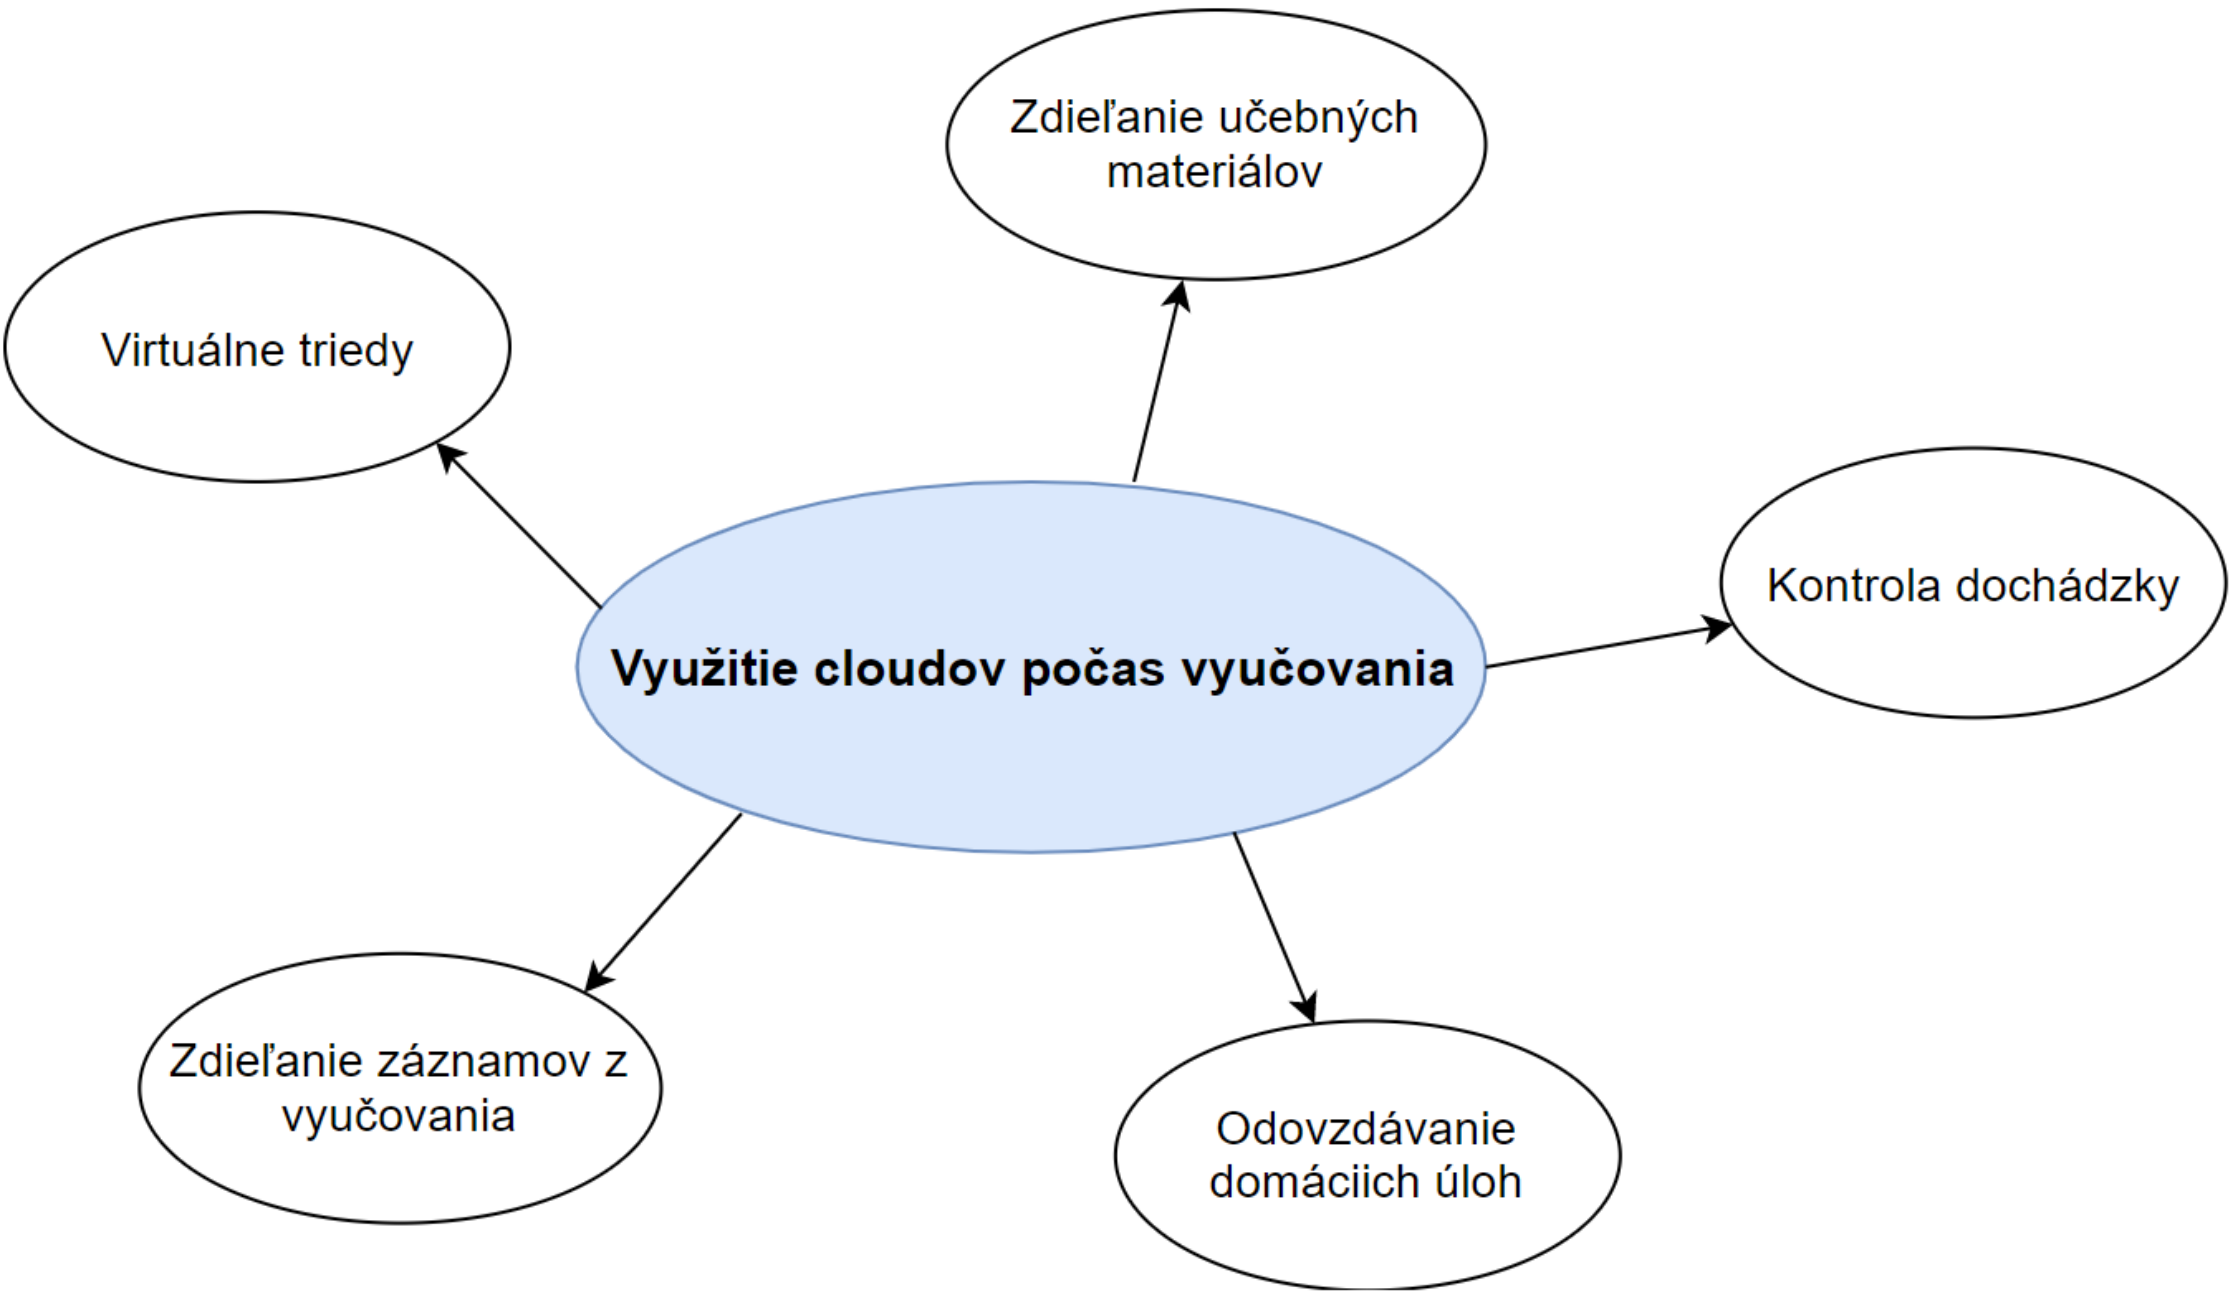 Zdieľanie učebných
materiálov
Virtuálne triedy
Kontrola dochádzky
Využitie cloudov počas vyučovania
Zdieľanie záznamov z
vyučovania
Odovzdávanie
domáciich úloh